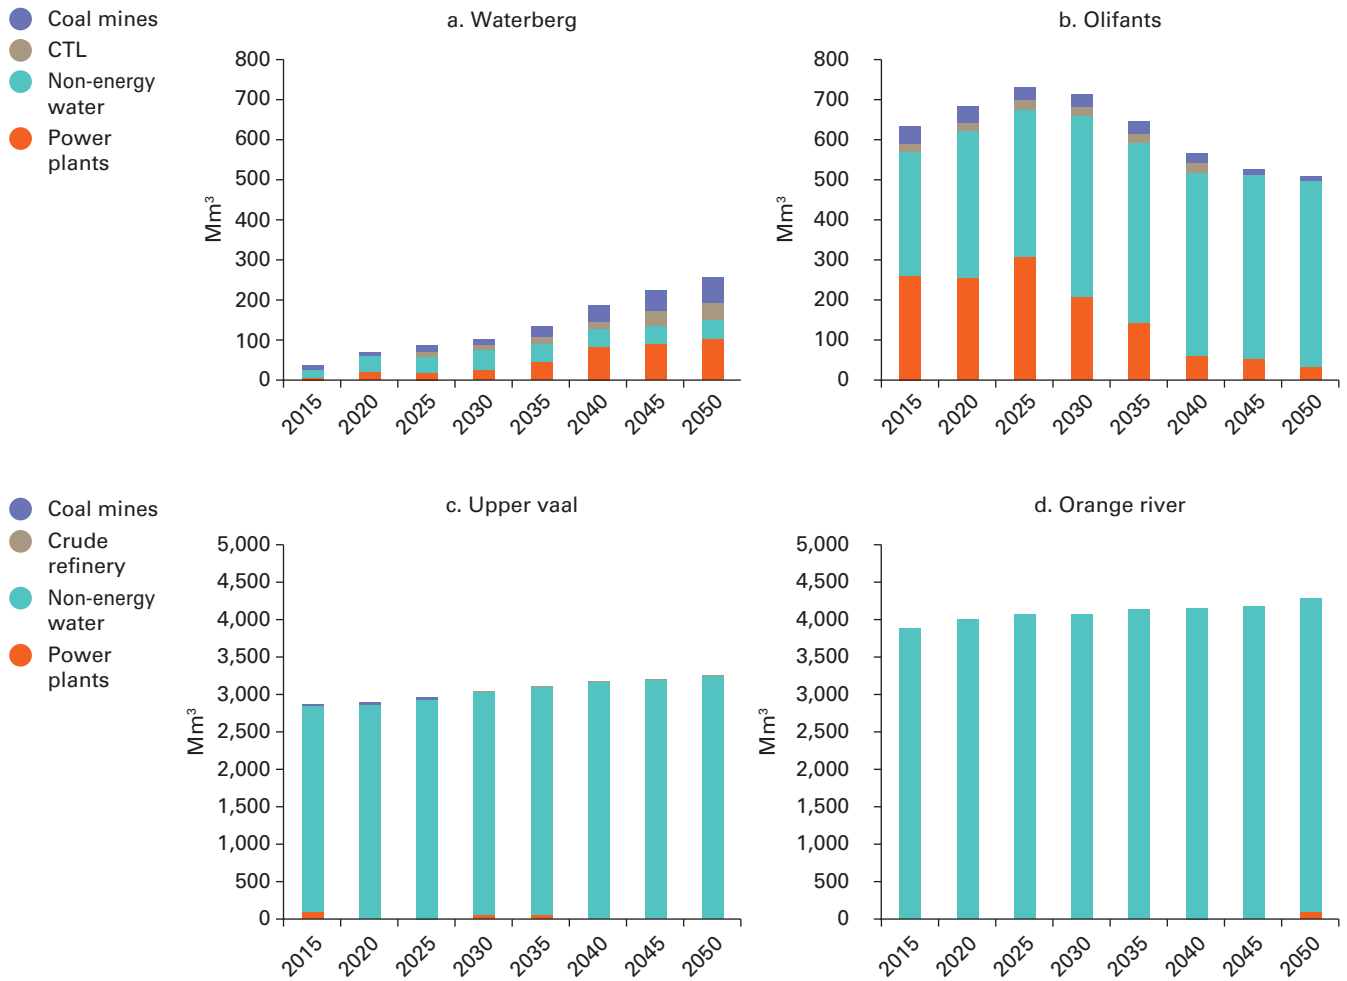 Coal mines
CTL
Non-energy
water
Power
plants
a. Waterberg
800
700
600
500
400
300
200
100
0
Mm³
2015 2020 2025 2030 2035 2040 2045 2050
b. Olifants
800
700
600
500
400
300
200
100
0
Mm³
2015 2020 2025 2030 2035 2040 2045 2050
Coal mines
Crude
refinery
Non-energy
water
Power
plants
c. Upper vaal
5,000
4,500
4,000
3,500
3,000
2,500
2,000
1,500
1,000
500
0
Mm³
2015 2020 2025 2030 2035 2040 2045 2050
d. Orange river
5,000
4,500
4,000
3,500
3,000
2,500
2,000
1,500
1,000
500
0
Mm³
2015 2020 2025 2030 2035 2040 2045 2050